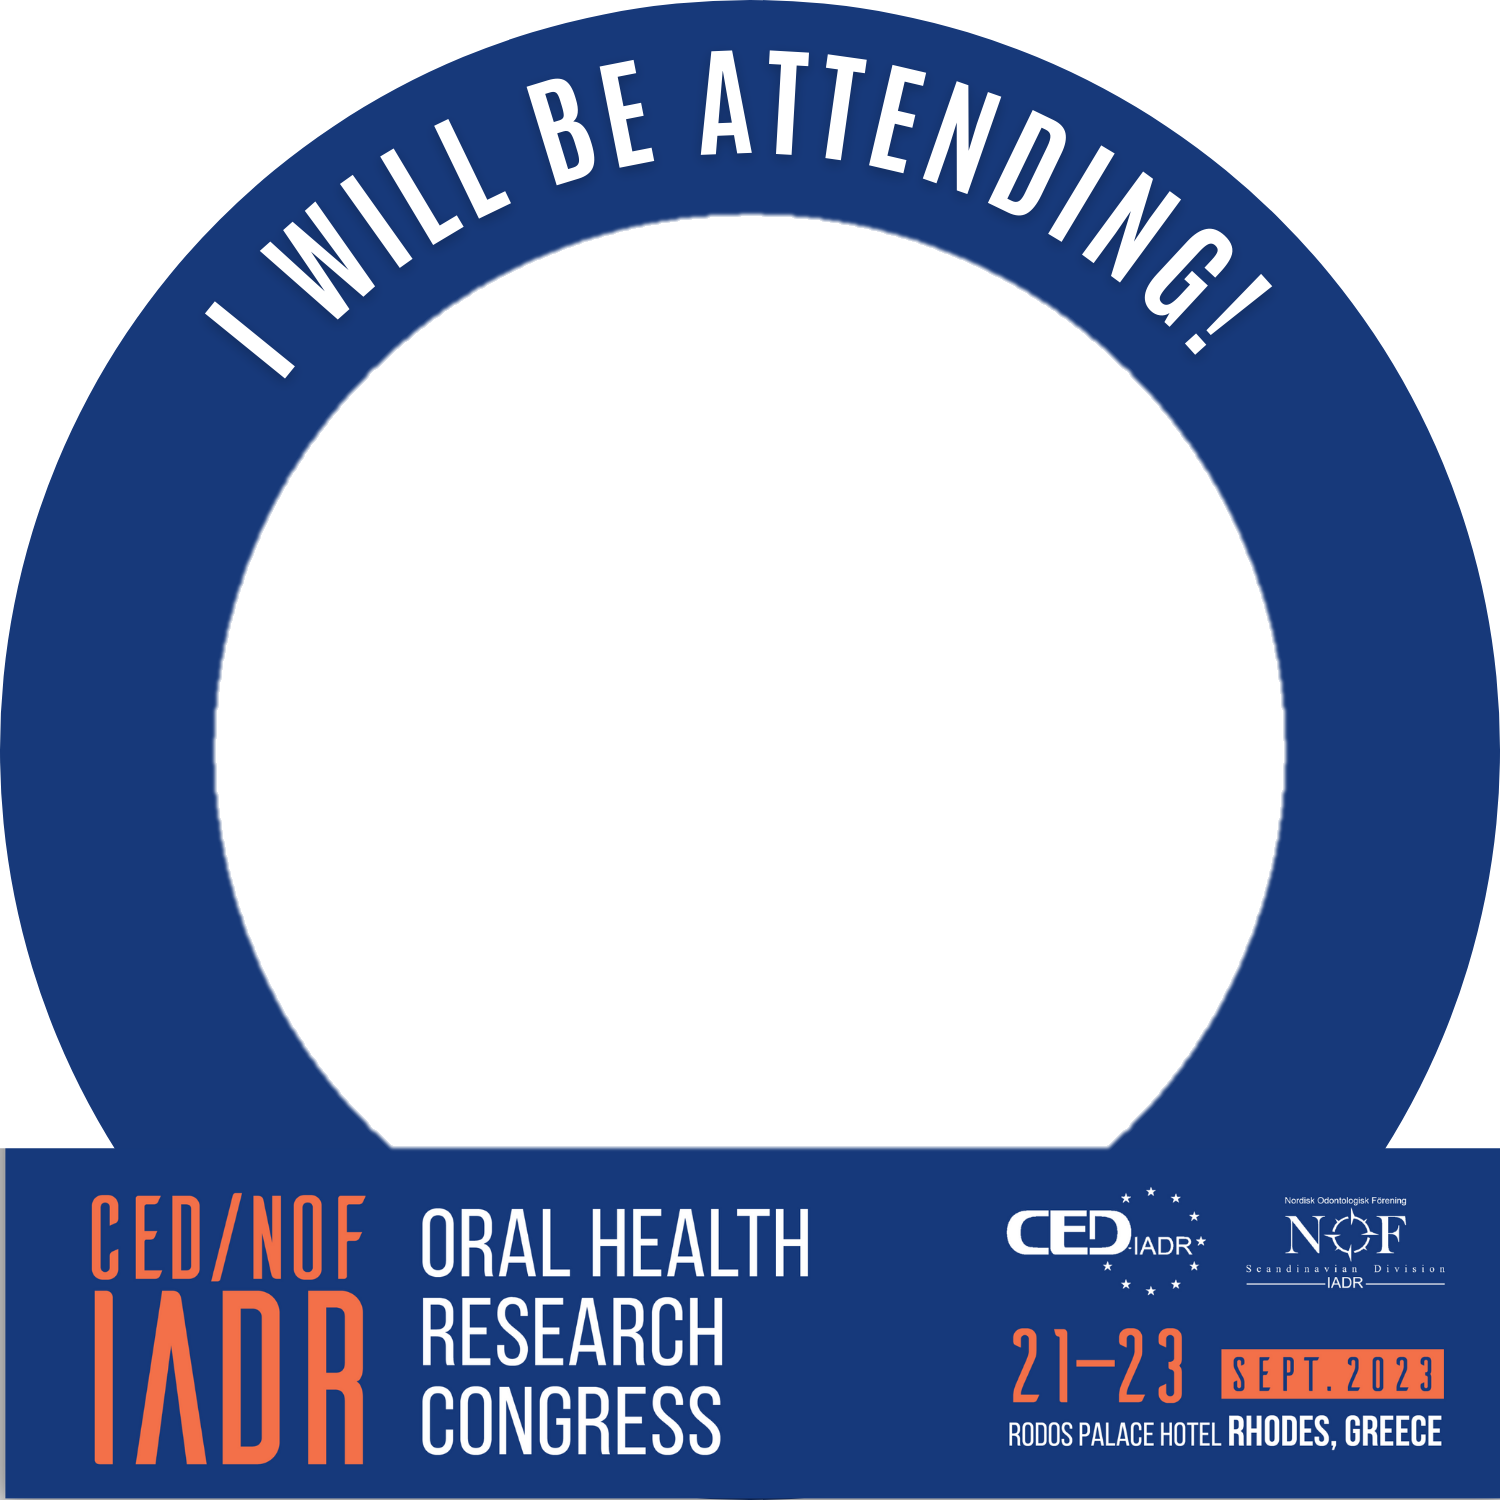 I WILL BE ATTENDING!
CED/NOF
IADR
ORAL HEALTH
RESEARCH
CONGRESS
CED-IADR
Nordisk Odontologisk Förening
NOF
Scandinavian Division
IADR
21–23
SEPT. 2023
RODOS PALACE HOTEL RHODES, GREECE